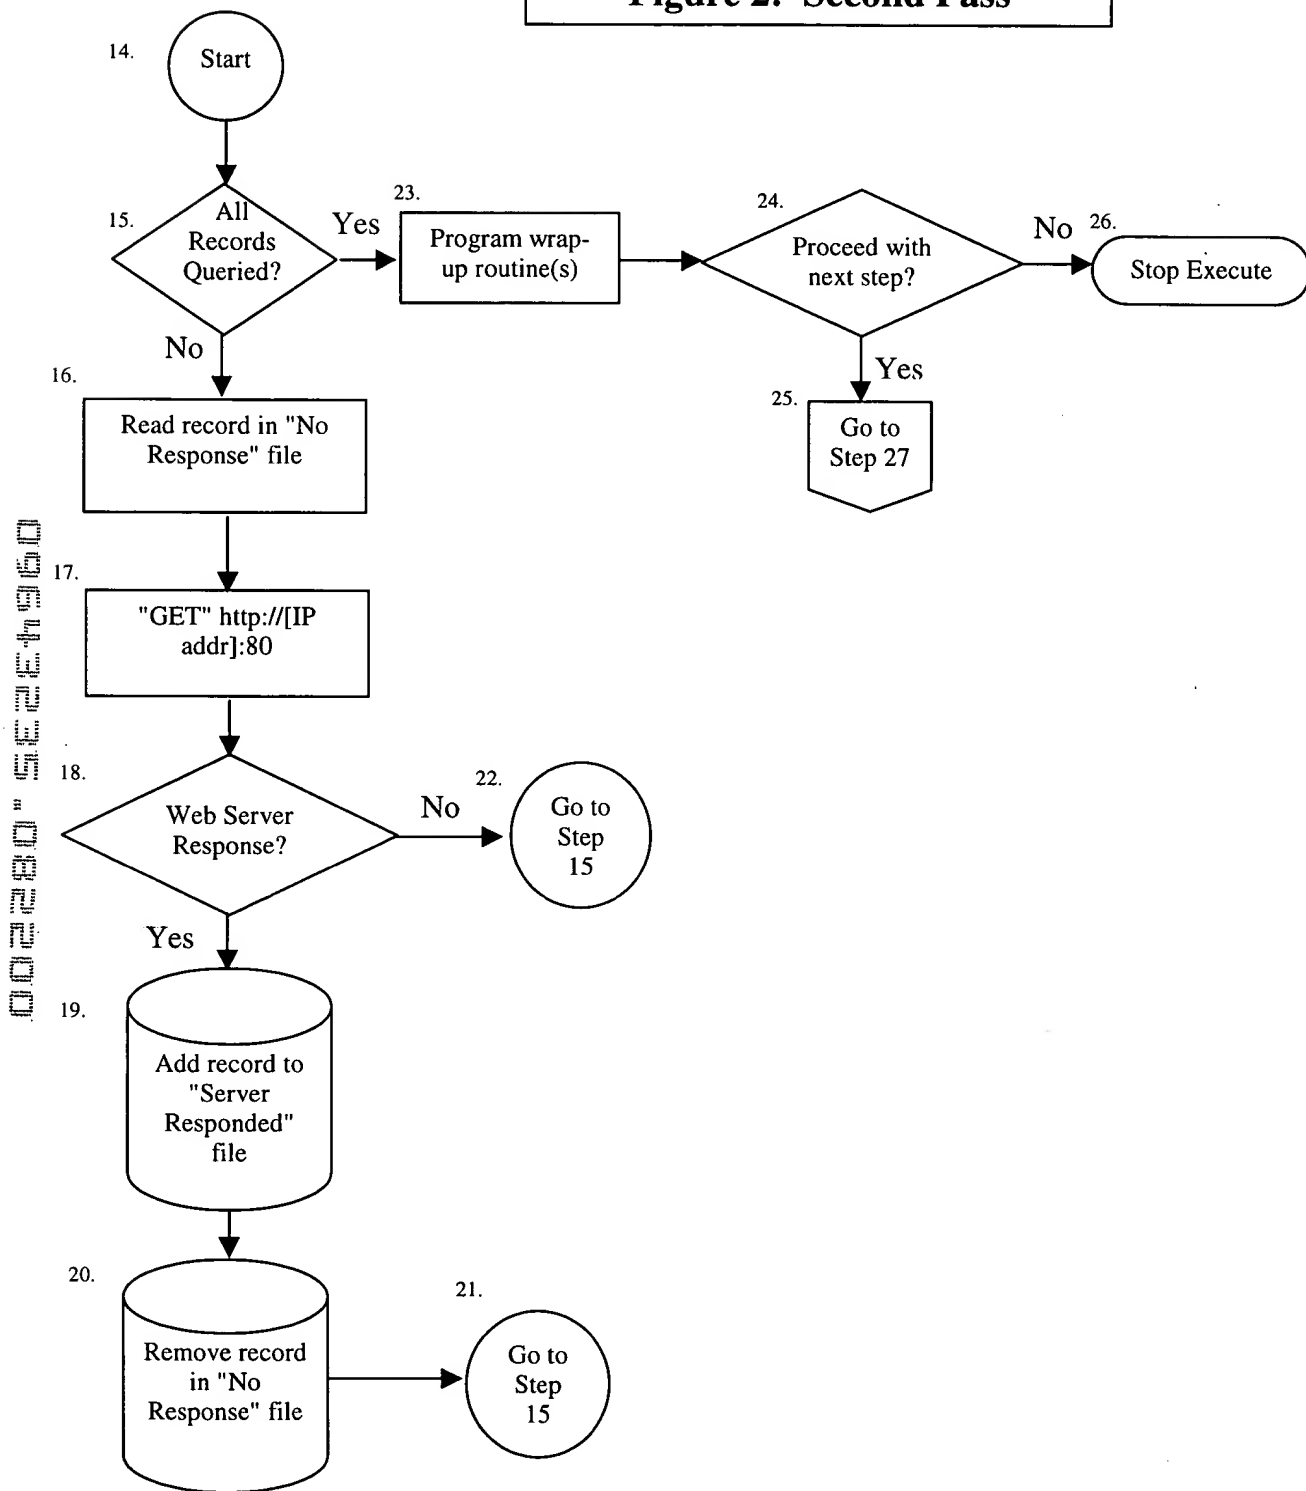 Figure 2: Second Pass
14.
Start
15.
All
Records
Queried?
Yes
23.
Program wrap-
up routine(s)
24.
Proceed with
next step?
No
26.
Stop Execute
No
Yes
25.
Go to
Step 27
16.
Read record in "No
Response" file
17.
"GET" http://[IP
addr]:80
18.
Web Server
Response?
No
22.
Go to
Step
15
Yes
19.
Add record to
"Server
Responded"
file
20.
Remove record
in "No
Response" file
21.
Go to
Step
15
09643235.082800